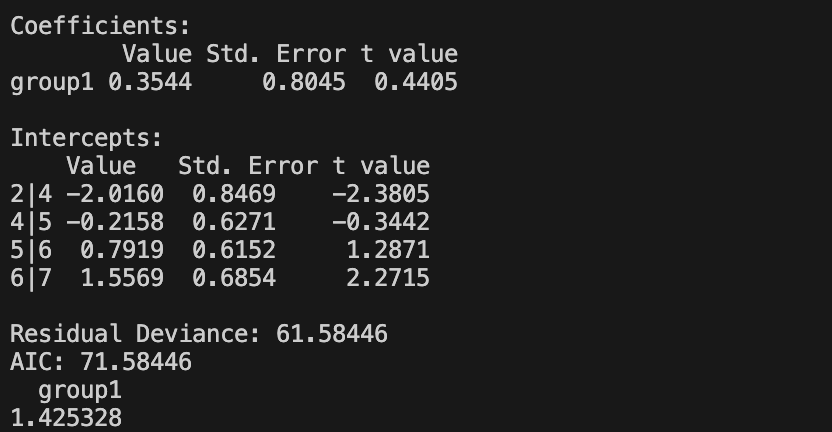 Coefficients:
Value Std. Error t value
group1 0.3544 0.8045 0.4405
Intercepts:
Value Std. Error t value
2|4 -2.0160 0.8469 -2.3805
4|5 -0.2158 0.6271 -0.3442
5|6 0.7919 0.6152 1.2871
6|7 1.5569 0.6854 2.2715
Residual Deviance: 61.58446
AIC: 71.58446
group1
1.425328